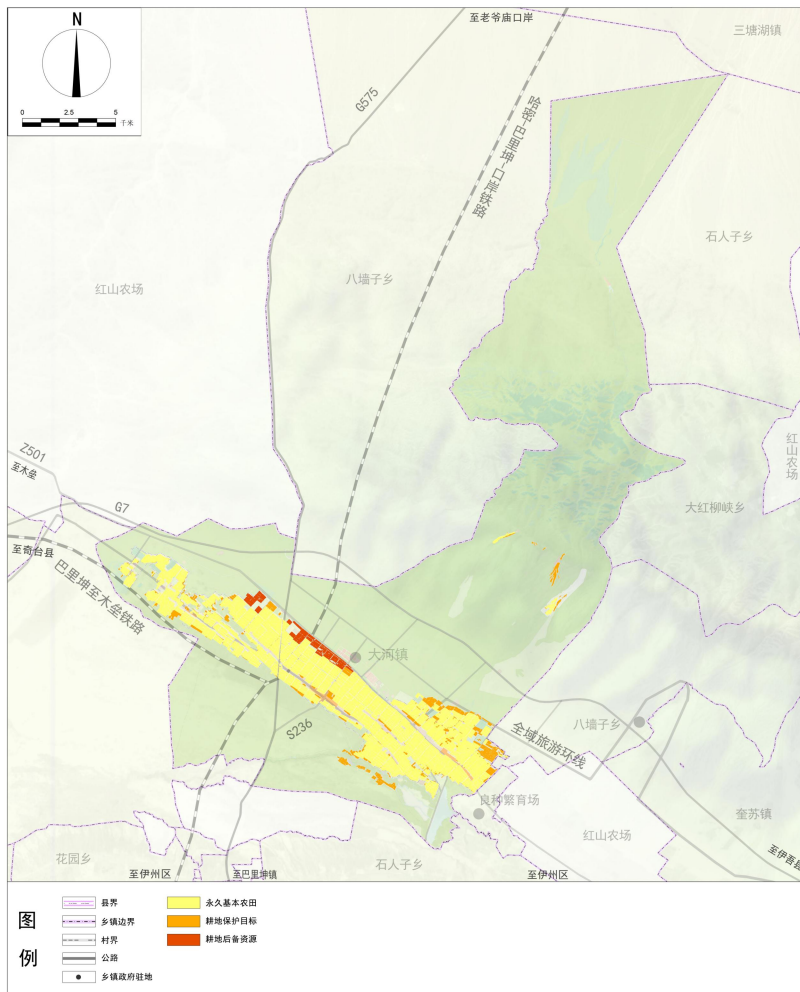 N
0 2.5 5
千米
至老爷庙口岸
三塘湖镇
G575
哈密-巴里坤-口岸铁路
石人子乡
八墙子乡
红山农场
红山农场
Z501
至木垒
G7
大红柳峡乡
至奇台县
巴里坤至木垒铁路
大河镇
S236
八墙子乡
全域旅游环线
良种繁育场
奎苏镇
红山农场
花园乡
石人子乡
至伊吾县
至伊州区
至巴里坤镇
至伊州区
图例
县界
永久基本农田
乡镇边界
耕地保护目标
村界
耕地后备资源
公路
乡镇政府驻地